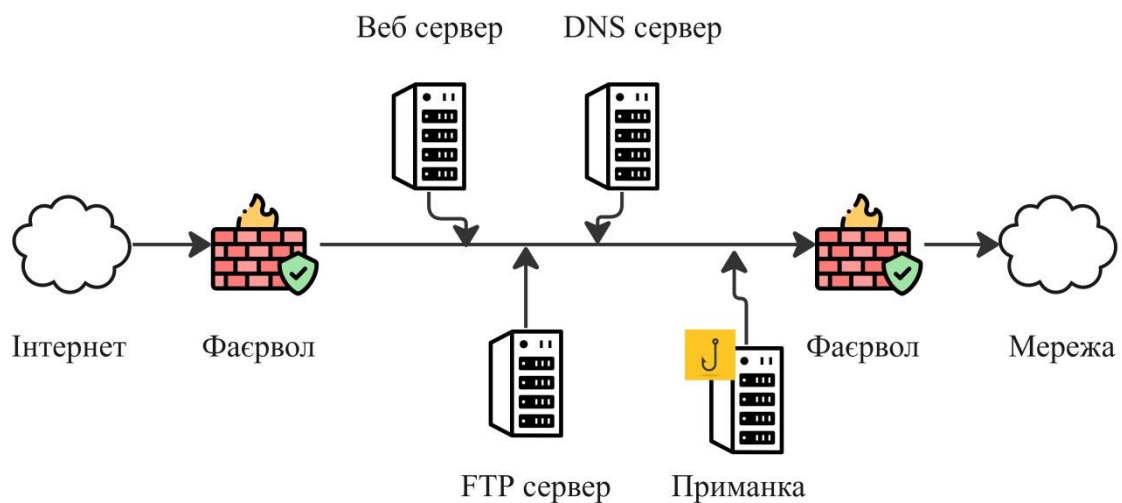 Веб сервер
DNS сервер
Інтернет
Фаєрвол
Фаєрвол
Мережа
FTP сервер
Приманка